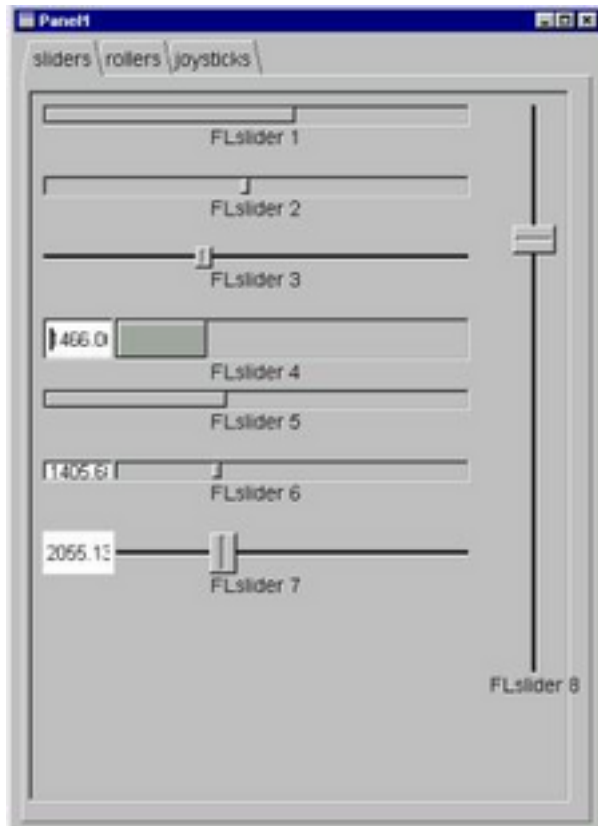 Panel1
sliders rollers joysticks
FLslider 1
FLslider 2
FLslider 3
FLslider 4
FLslider 5
FLslider 6
2055.13
FLslider 7
FLslider 8